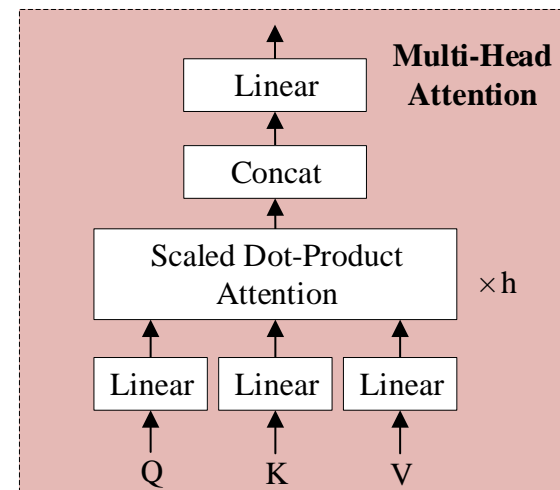 Multi-Head
Attention
Linear
Concat
Scaled Dot-Product
Attention
× h
Linear Linear Linear
Q K V